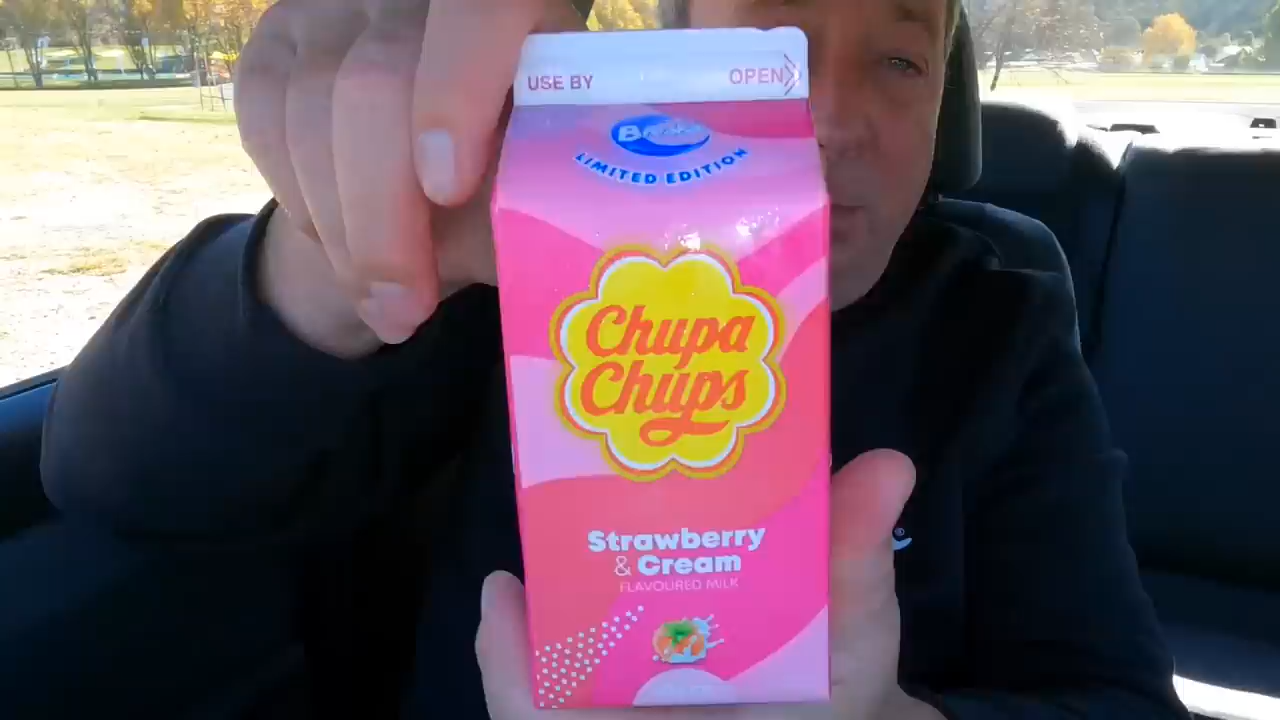 USE BY OPEN
LIMITED EDITION
Chupa
Chups
Strawberry
& Cream
FLAVOURED MILK